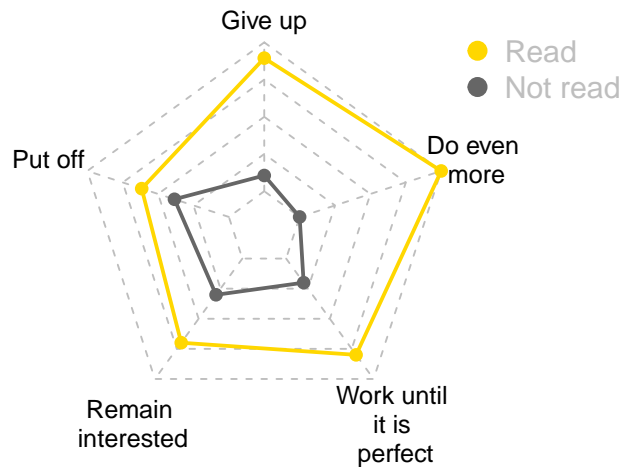 Give up
Read
Not read
Do even
more
Put off
Work until
it is
perfect
Remain
interested